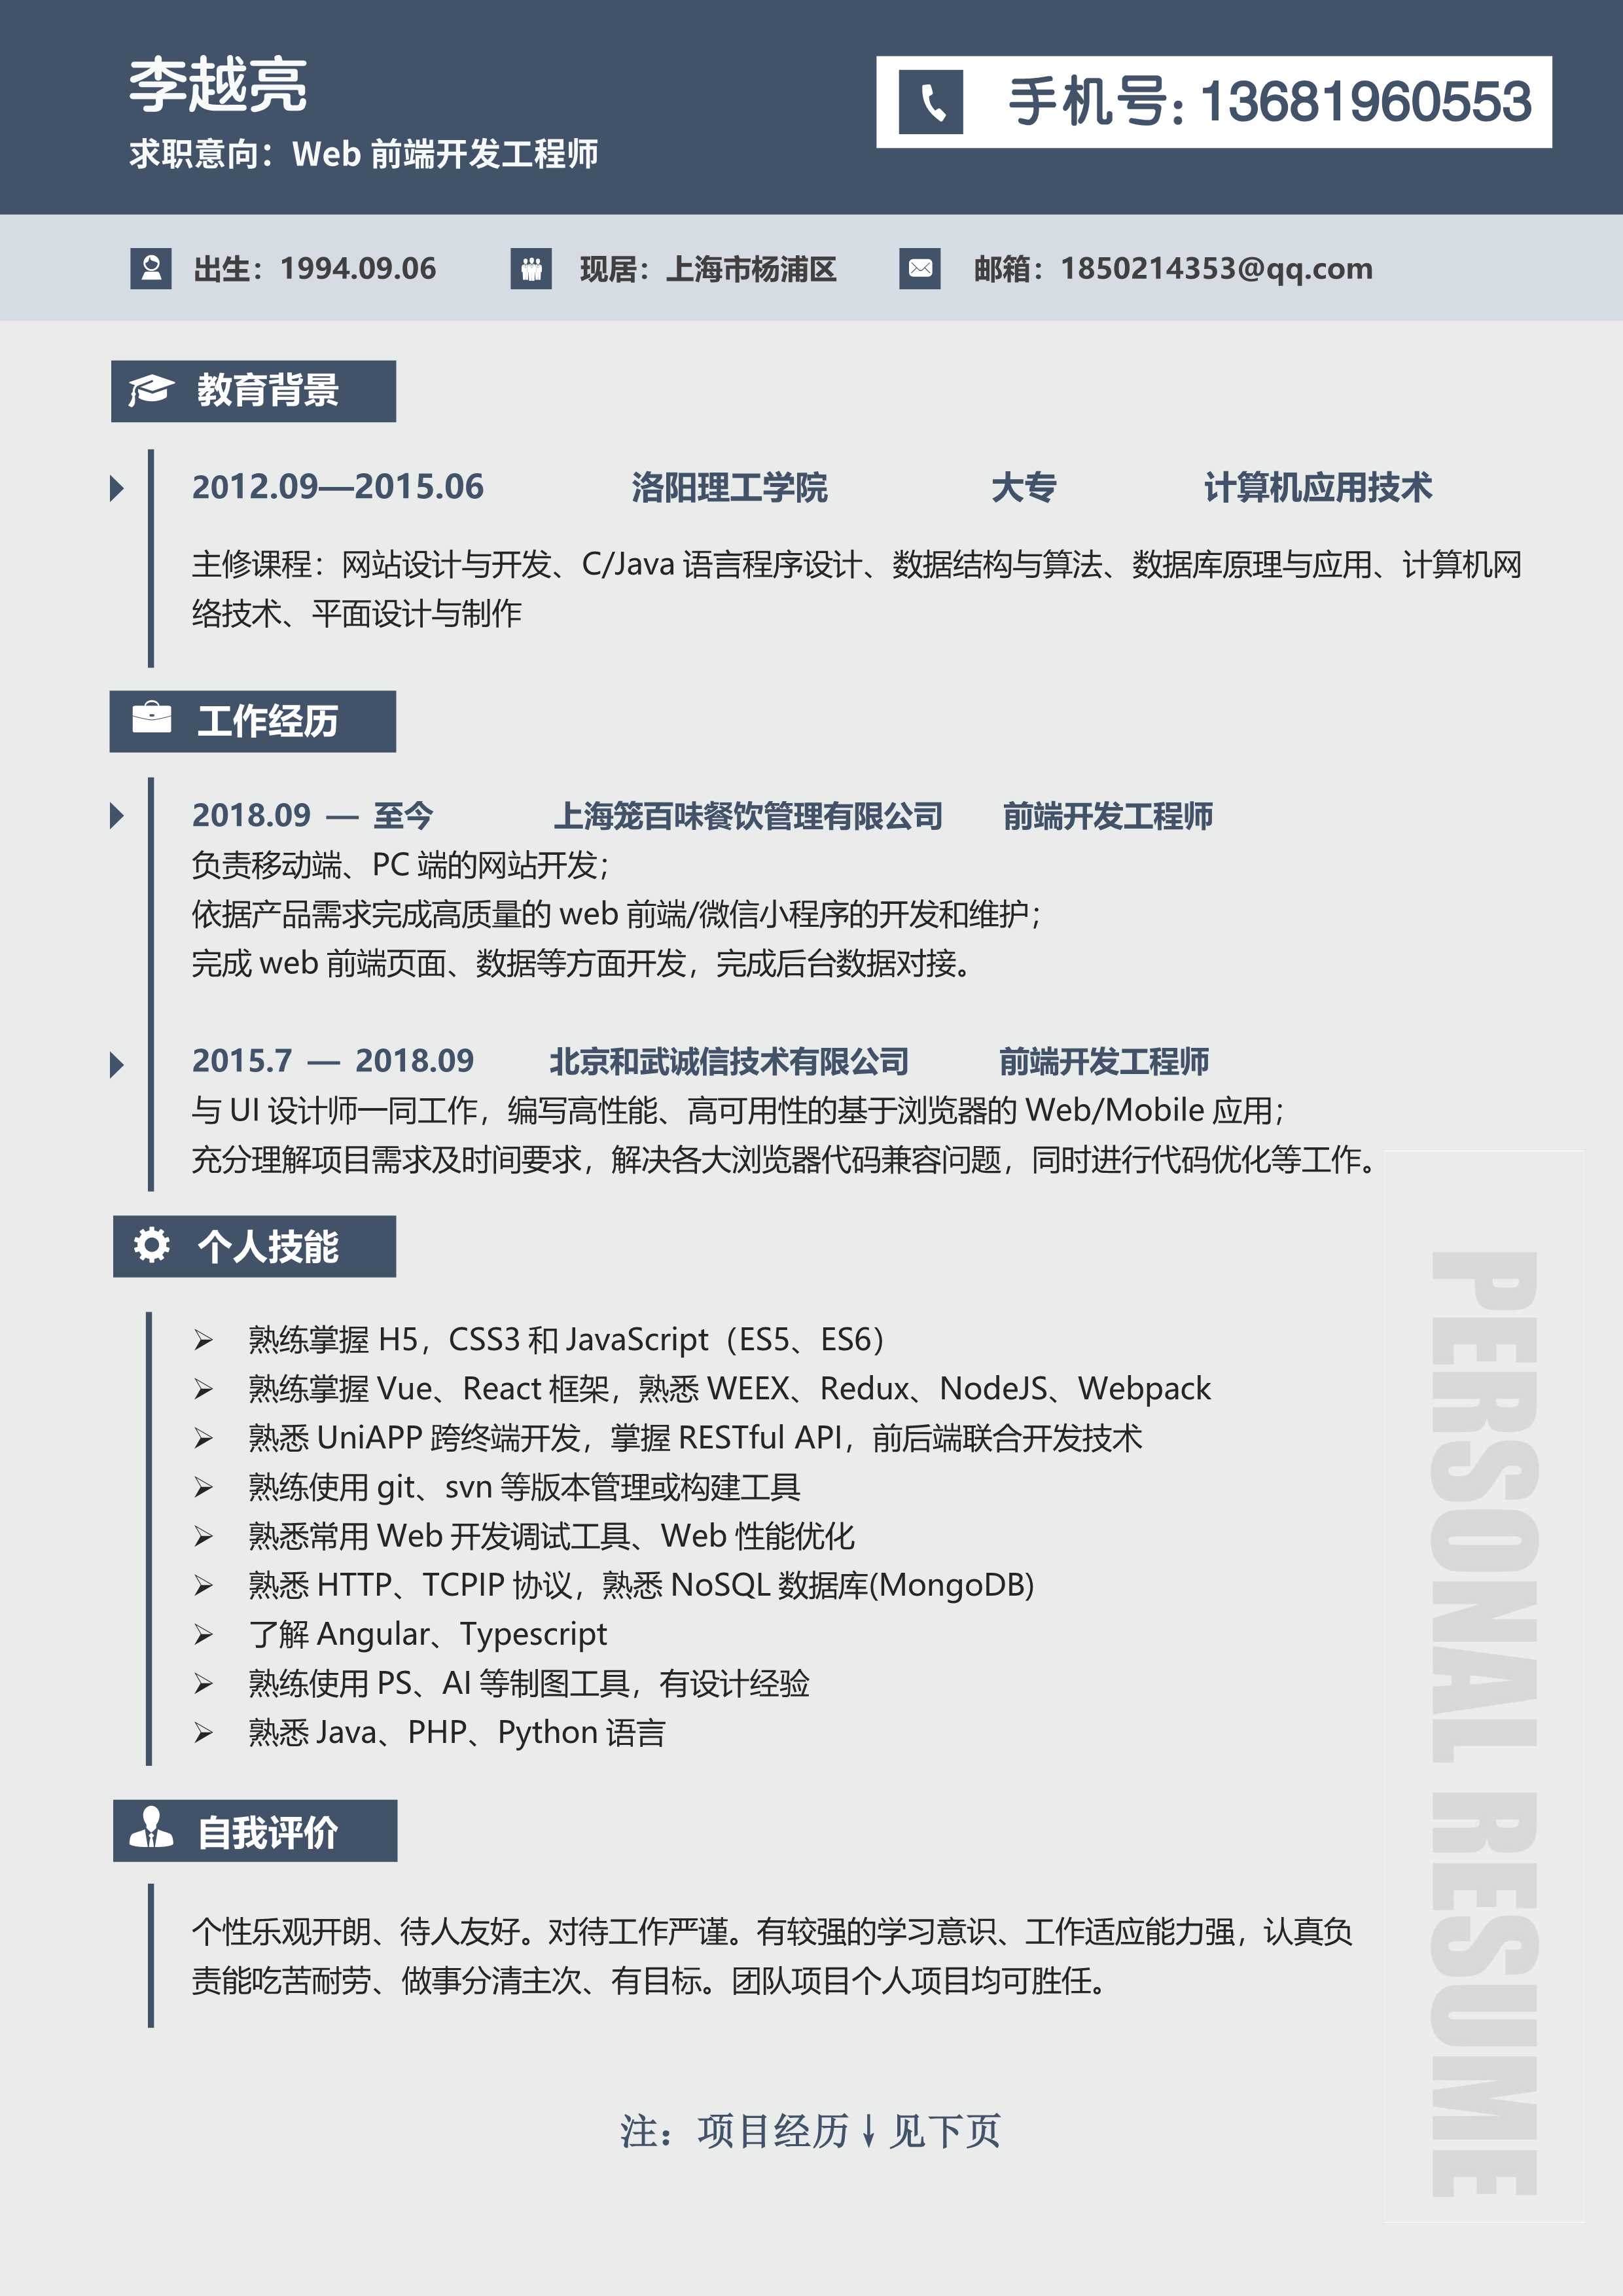 李越亮
求职意向：Web 前端开发工程师
手机号：13681960553
出生：1994.09.06 现居：上海市杨浦区 邮箱：1850214353@qq.com
教育背景
2012.09—2015.06 洛阳理工学院 大专 计算机应用技术
主修课程：网站设计与开发、C/Java 语言程序设计、数据结构与算法、数据库原理与应用、计算机网
络技术、平面设计与制作
工作经历
2018.09 — 至今 上海笼百味餐饮管理有限公司 前端开发工程师
负责移动端、PC 端的网站开发；
依据产品需求完成高质量的 web 前端/微信小程序的开发和维护；
完成 web 前端页面、数据等方面开发，完成后台数据对接。
2015.7 — 2018.09 北京和武诚信技术有限公司 前端开发工程师
与 UI 设计师一同工作，编写高性能、高可用性的基于浏览器的 Web/Mobile 应用；
充分理解项目需求及时间要求，解决各大浏览器代码兼容问题，同时进行代码优化等工作。
个人技能
➢ 熟练掌握 H5，CSS3 和 JavaScript（ES5、ES6）
➢ 熟练掌握 Vue、React 框架，熟悉 WEEX、Redux、NodeJS、Webpack
➢ 熟悉 UniAPP 跨终端开发，掌握 RESTful API，前后端联合开发技术
➢ 熟练使用 git、svn 等版本管理或构建工具
➢ 熟悉常用 Web 开发调试工具、Web 性能优化
➢ 熟悉 HTTP、TCPIP 协议，熟悉 NoSQL 数据库(MongoDB)
➢ 了解 Angular、Typescript
➢ 熟练使用 PS、AI 等制图工具，有设计经验
➢ 熟悉 Java、PHP、Python 语言
自我评价
个性乐观开朗、待人友好。对待工作严谨。有较强的学习意识、工作适应能力强，认真负
责能吃苦耐劳、做事分清主次、有目标。团队项目个人项目均可胜任。
注：项目经历↓见下页
PERSONAL RESUME